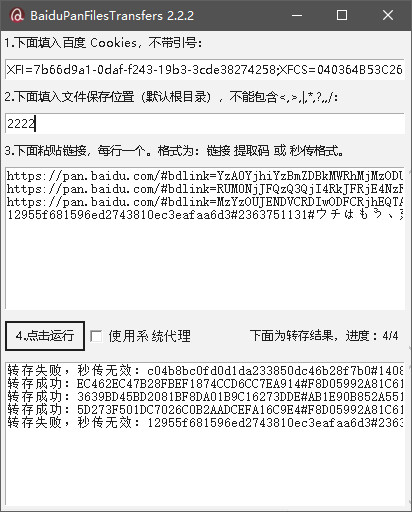 BaiduPanFilesTransfers 2.2.2
1.下面填入百度 Cookies，不带引号：
XFI=7b66d9a1-0daf-f243-19b3-3cde38274258;XFCS=040364B53C26
2.下面填入文件保存位置（默认根目录），不能包含<,>,|,*,?,,/：
2222
3.下面粘贴链接，每行一个。格式为：链接 提取码 或 秒传格式。
https://pan.baidu.com/#bdlink=YzA0YjhiYzBmZDBkMWRhMjMzODU
https://pan.baidu.com/#bdlink=RUM0NjJFQzQ3QjI4RkJFRjE4NzR
https://pan.baidu.com/#bdlink=MzYzOUJENDVCRDIwODFCRjhEQTA
12955f681596ed2743810ec3eafaa6d3#2363751131#ウチはもう、
4.点击运行 使用系统代理 下面为转存结果，进度：4/4
转存失败，秒传无效：c04b8bc0fd0d1da233850dc46b28f7b0#1408
转存成功：EC462EC47B28FBEF1874CCD6CC7EA914#F8D05992A81C61
转存成功：3639BD45BD2081BF8DA01B9C16273DDE#AB1E90B852A551
转存成功：5D273F501DC7026C0B2AADCEFA16C9E4#F8D05992A81C61
转存失败，秒传无效：12955f681596ed2743810ec3eafaa6d3#2363